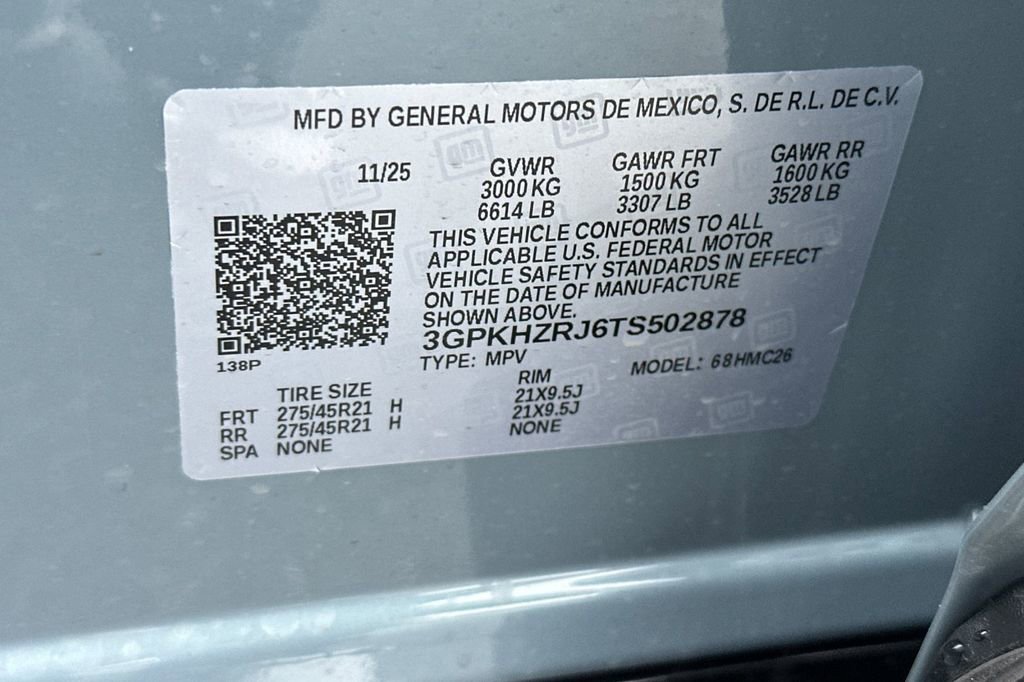 MFD BY GENERAL MOTORS DE MEXICO, S. DE R.L. DE C.V.
11/25 GVWR GAWR FRT GAWR RR
3000 KG 1500 KG 1600 KG
6614 LB 3307 LB 3528 LB
THIS VEHICLE CONFORMS TO ALL
APPLICABLE U.S. FEDERAL MOTOR
VEHICLE SAFETY STANDARDS IN EFFECT
ON THE DATE OF MANUFACTURE
SHOWN ABOVE.
3GPKHZRJ6TS502878
138P TYPE: MPV MODEL: 68HMC26
TIRE SIZE RIM
FRT 275/45R21 H 21X9.5J
RR 275/45R21 H 21X9.5J
SPA NONE NONE